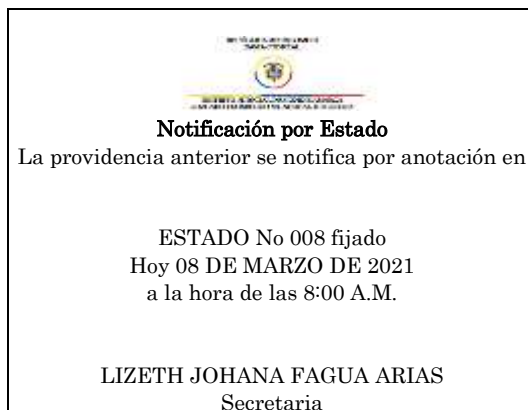 Notificación por Estado
La providencia anterior se notifica por anotación en
ESTADO No 008 fijado
Hoy 08 DE MARZO DE 2021
a la hora de las 8:00 A.M.
LIZETH JOHANA FAGUA ARIAS
Secretaria